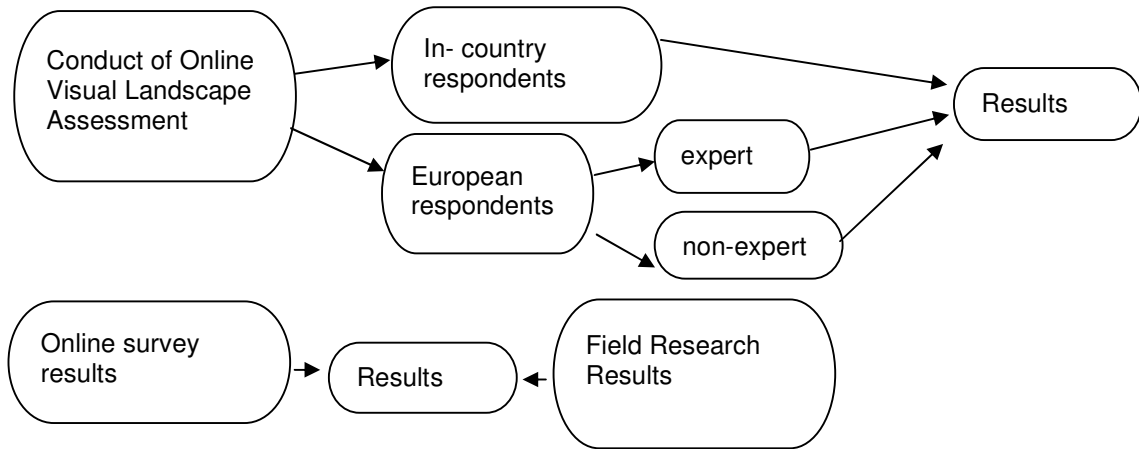 Conduct of Online
Visual Landscape
Assessment
In- country
respondents
Results
European
respondents
expert
non-expert
Online survey
results
Results
Field Research
Results